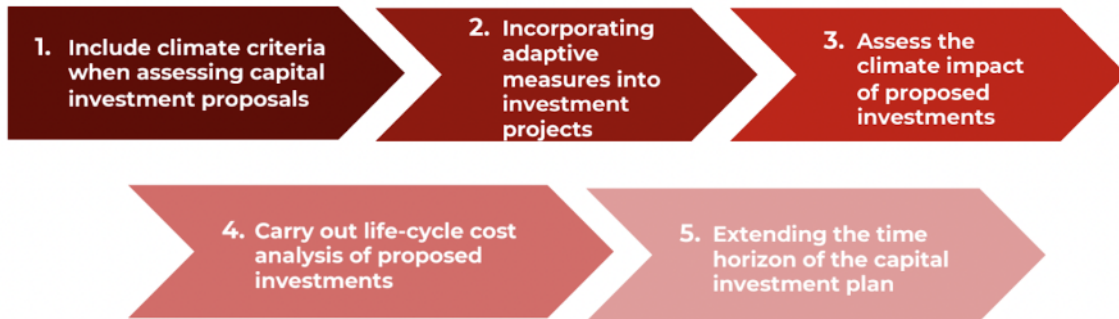 1. Include climate criteria
when assessing capital
investment proposals
2. Incorporating
adaptive
measures into
investment
projects
3. Assess the
climate impact
of proposed
investments
4. Carry out life-cycle cost
analysis of proposed
investments
5. Extending the time
horizon of the capital
investment plan